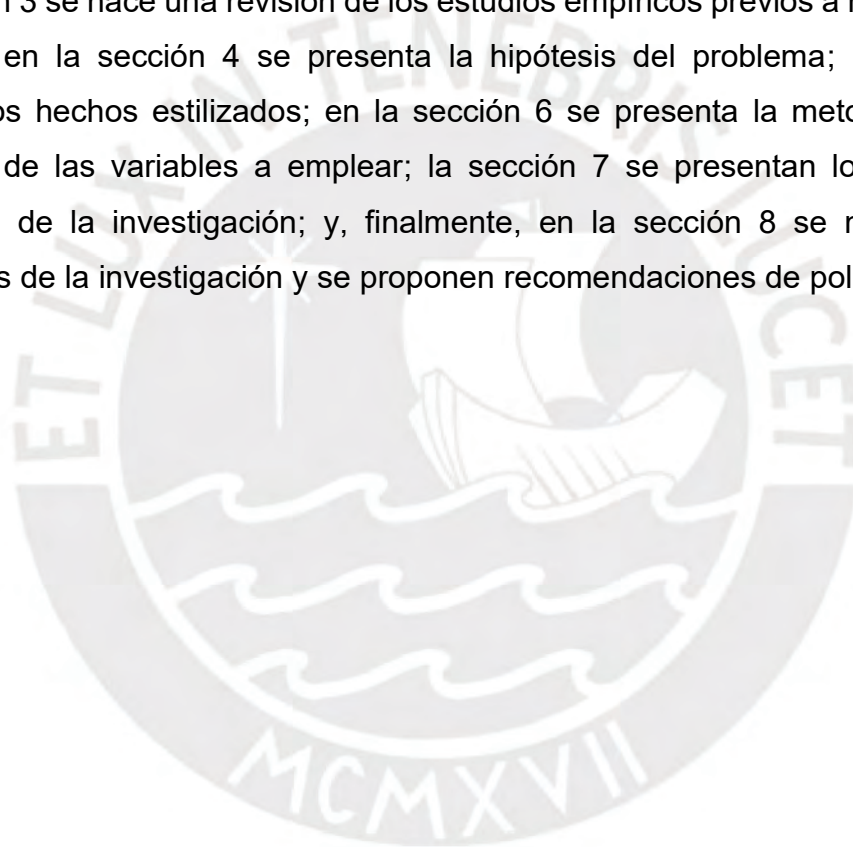 n 3 se hace una revisión de los estudios empíricos previos a
en la sección 4 se presenta la hipótesis del problema;
os hechos estilizados; en la sección 6 se presenta la meto
de las variables a emplear; la sección 7 se presentan lo
de la investigación; y, finalmente, en la sección 8 se
s de la investigación y se proponen recomendaciones de pol
ET LUX IN TENEBRIS LUCET
MCMXVII